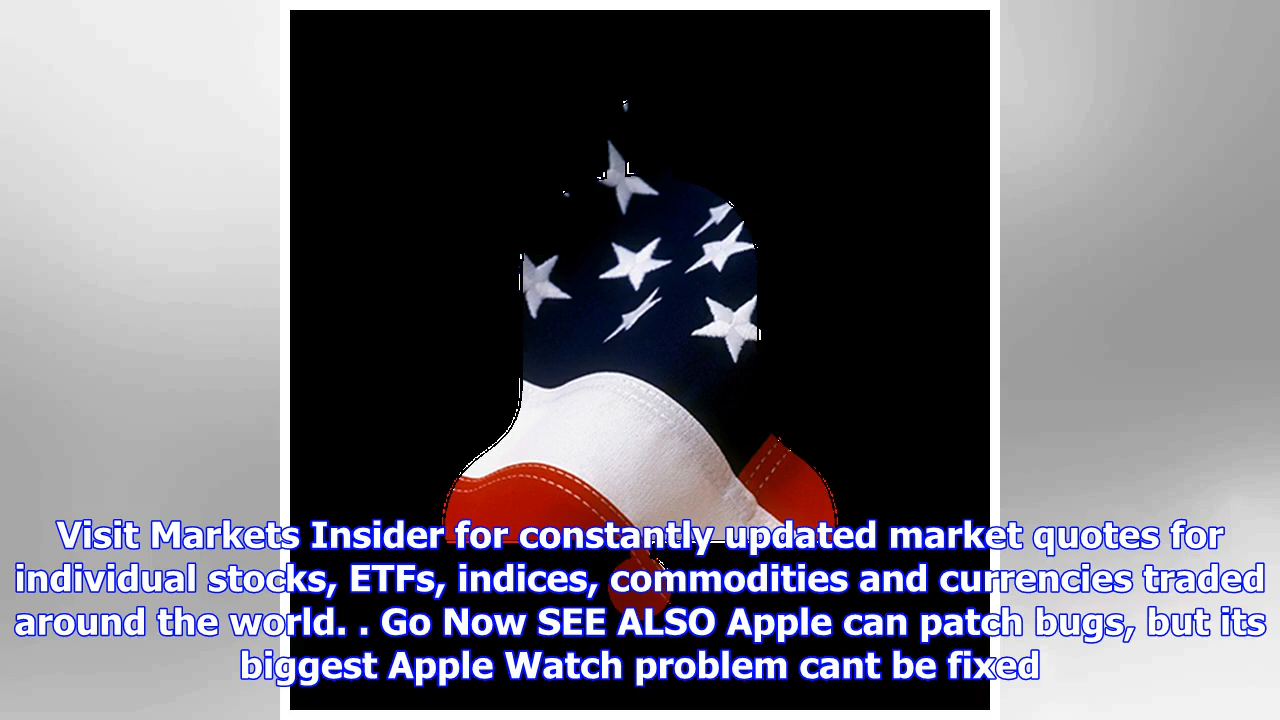 Visit Markets Insider for constantly updated market quotes for
individual stocks, ETFs, indices, commodities and currencies traded
around the world. . Go Now SEE ALSO Apple can patch bugs, but its
biggest Apple Watch problem cant be fixed